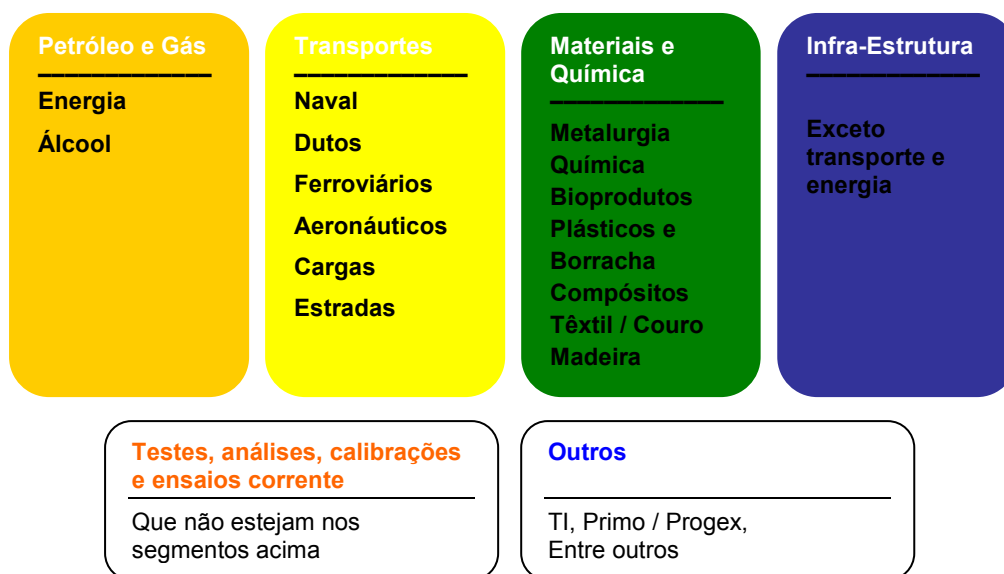 Petróleo e Gás
Energia
Álcool
Transportes
Naval
Dutos
Ferroviários
Aeronáuticos
Cargas
Estradas
Materiais e
Química
Metalurgia
Química
Bioprodutos
Plásticos e
Borracha
Compósitos
Têxtil / Couro
Madeira
Infra-Estrutura
Exceto
transporte e
energia
Testes, análises, calibrações
e ensaios corrente
Que não estejam nos
segmentos acima
Outros
TI, Primo / Progex,
Entre outros